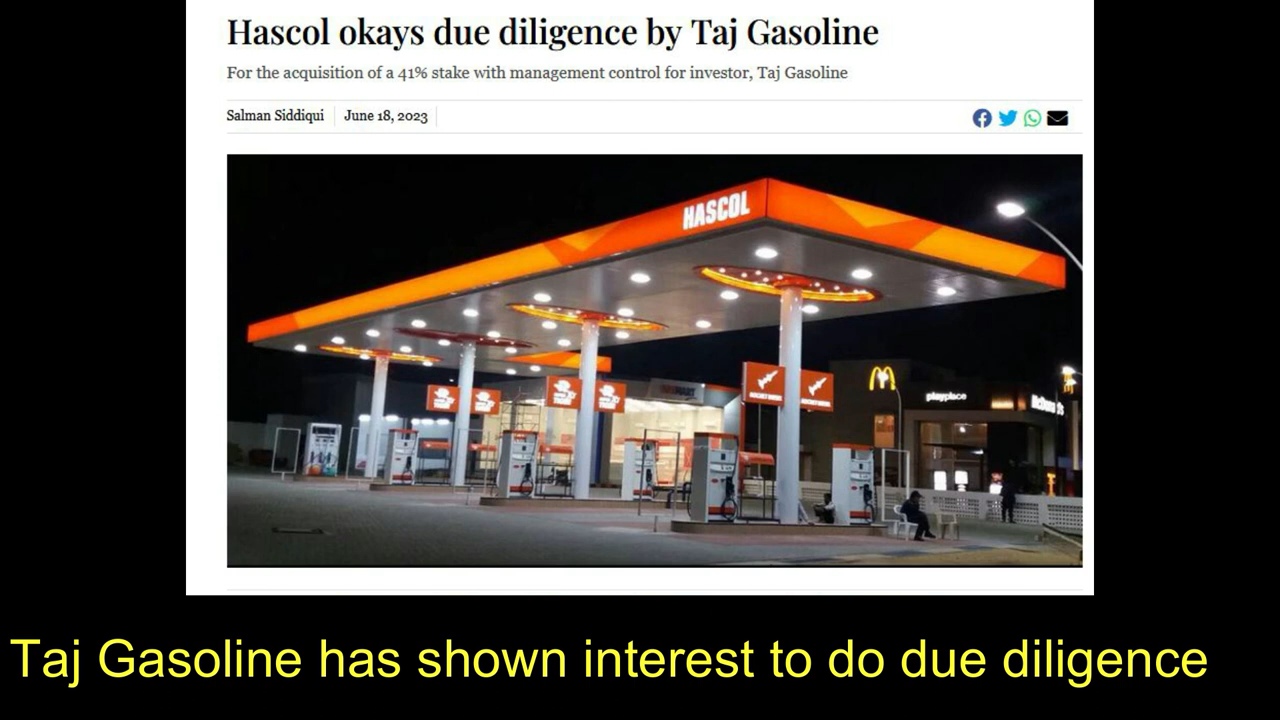 Hascol okays due diligence by Taj Gasoline
For the acquisition of a 41% stake with management control for investor, Taj Gasoline
Salman Siddiqui
June 18, 2023
HASCOL
playplace
Taj Gasoline has shown interest to do due diligence